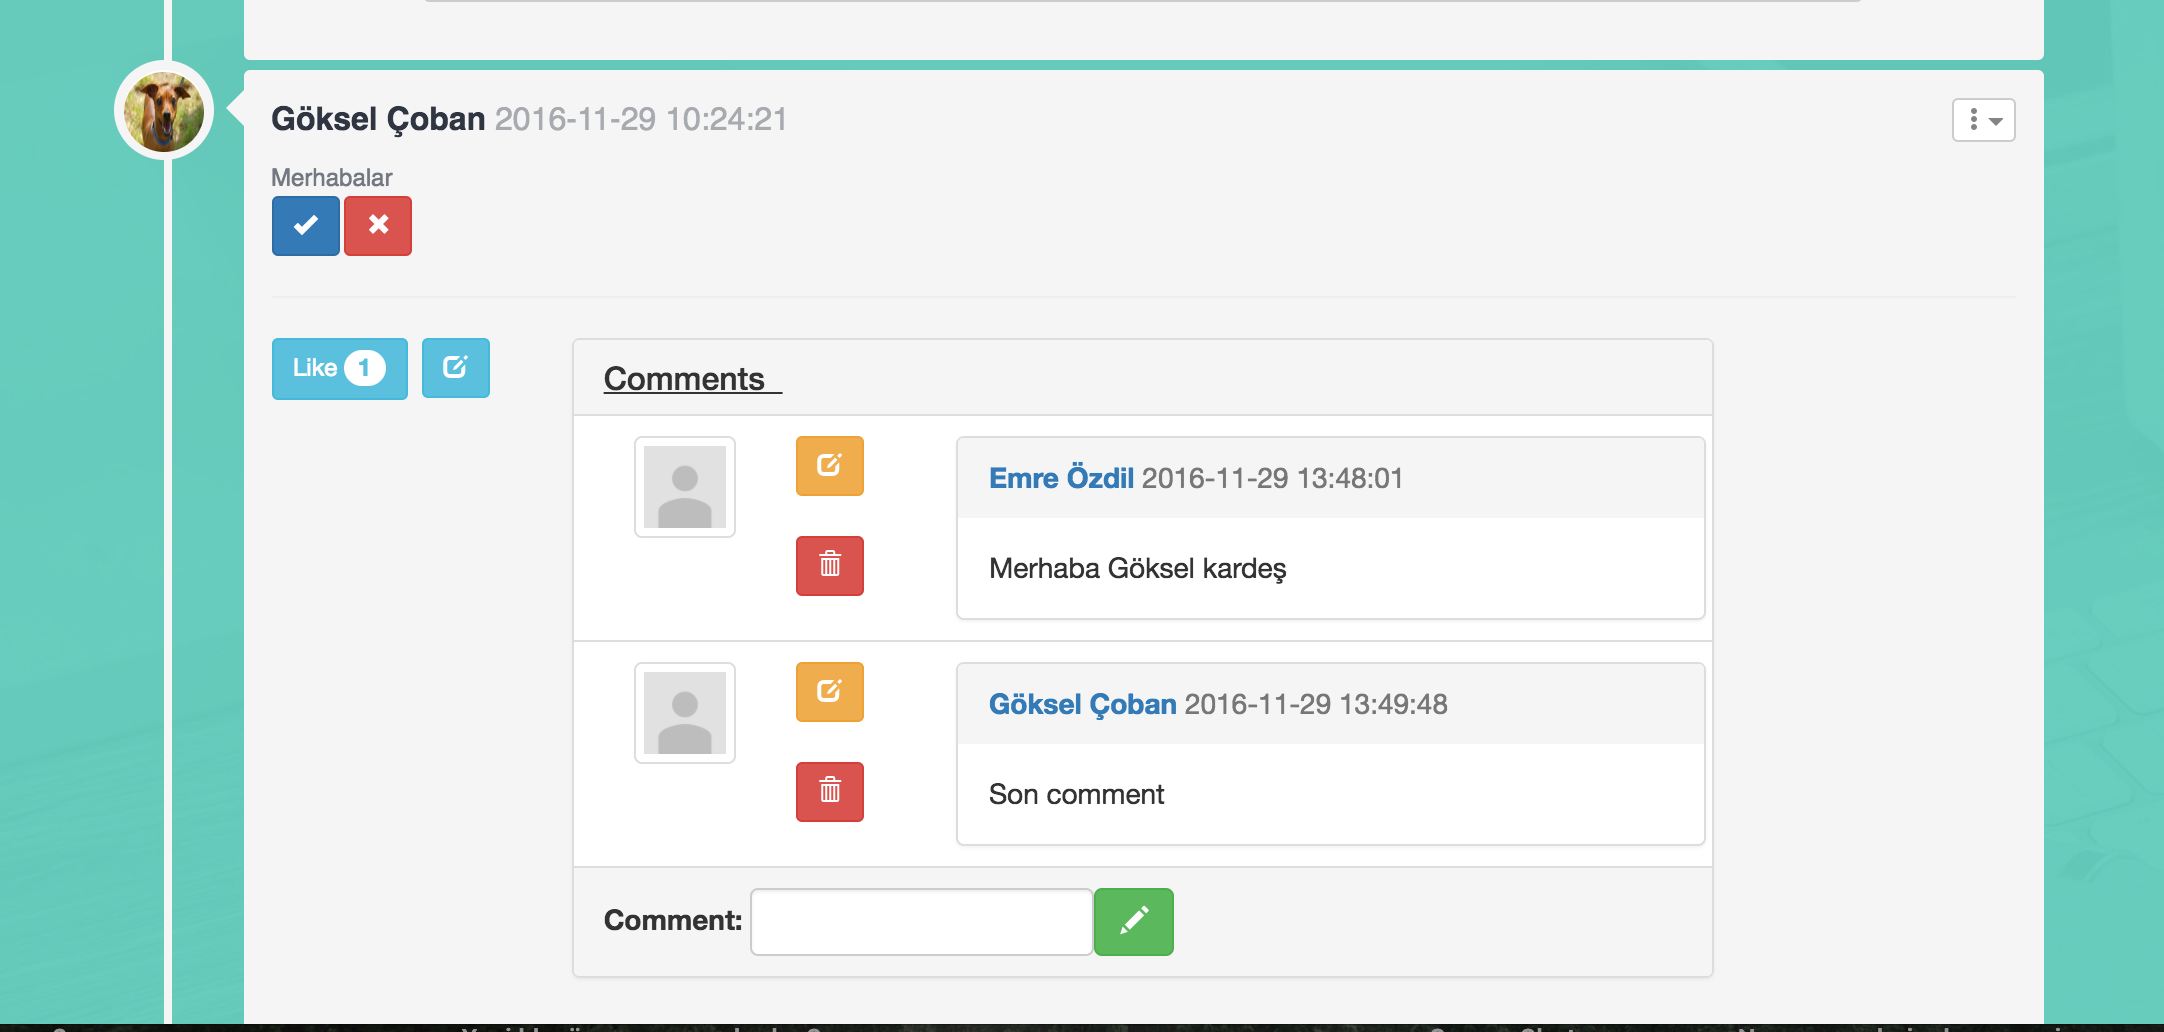 Göksel Çoban 2016-11-29 10:24:21
Merhabalar
Like 1
Comments
Emre Özdil 2016-11-29 13:48:01
Merhaba Göksel kardeş
Göksel Çoban 2016-11-29 13:49:48
Son comment
Comment: